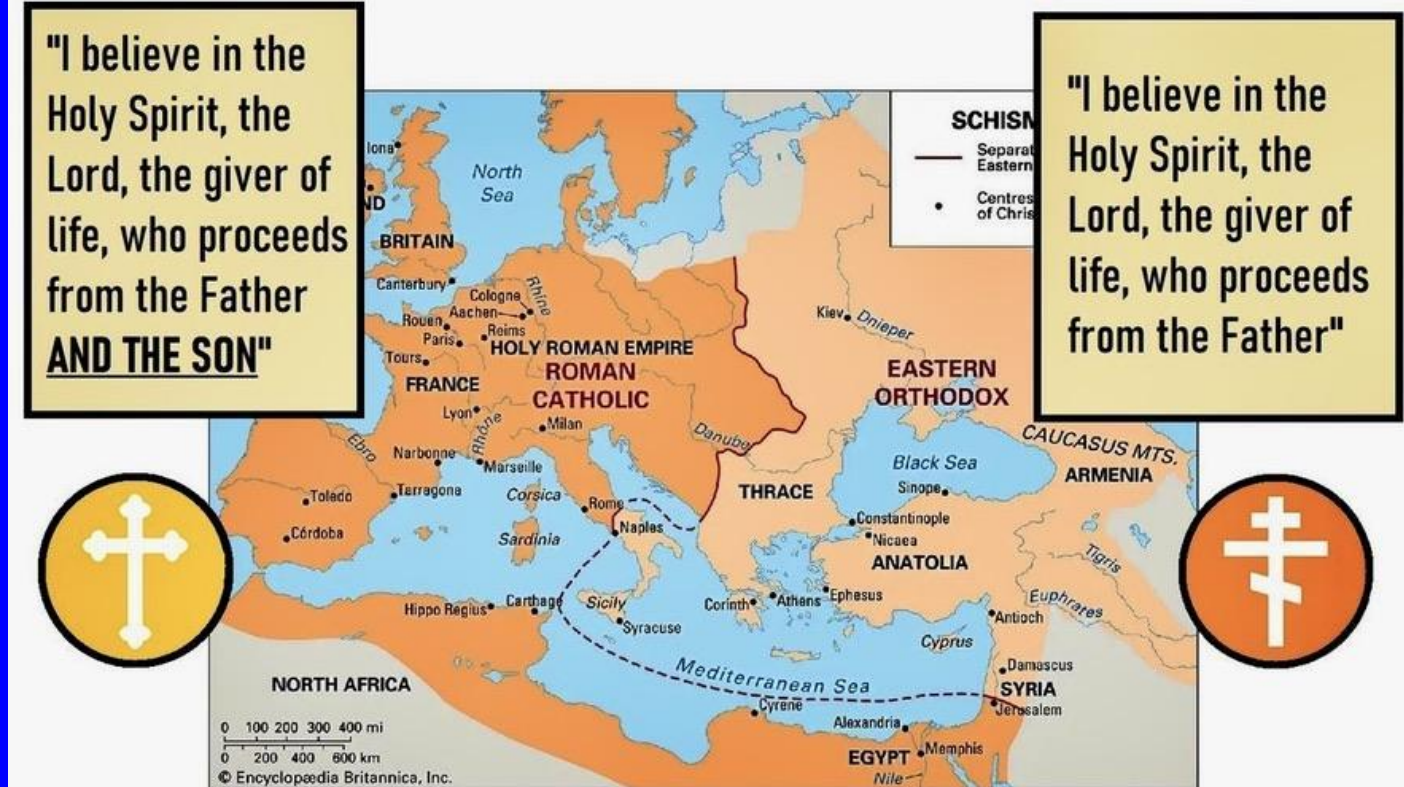 "I believe in the
Holy Spirit, the
Lord, the giver of
life, who proceeds
from the Father
AND THE SON"
"I believe in the
Holy Spirit, the
Lord, the giver of
life, who proceeds
from the Father"
SCHISM
Separat
Eastern
Centres
of Chris
Iona
ND
North
Sea
BRITAIN
Canterbury
Cologne
Rhine
Aachen
Rouen
Reims
Paris
HOLY ROMAN EMPIRE
Tours
ROMAN
CATHOLIC
FRANCE
Lyon
Rhône
Milan
Kiev
Dnieper
EASTERN
ORTHODOX
Danube
CAUCASUS MTS.
Ebro
Narbonne
Marseille
Black Sea
ARMENIA
Toledo
Tarragona
Corsica
Rome
THRACE
Sinope
Córdoba
Sardinia
Naples
Constantinople
Nicaea
ANATOLIA
Tigris
Hippo Regius
Carthage
Sicily
Syracuse
Corinth
Athens
Ephesus
Euphrates
Antioch
Cyprus
Mediterranean Sea
Damascus
SYRIA
Jerusalem
NORTH AFRICA
Cyrene
Alexandria
EGYPT
Memphis
Nile
0 100 200 300 400 mi
0 200 400 600 km
© Encyclopædia Britannica, Inc.